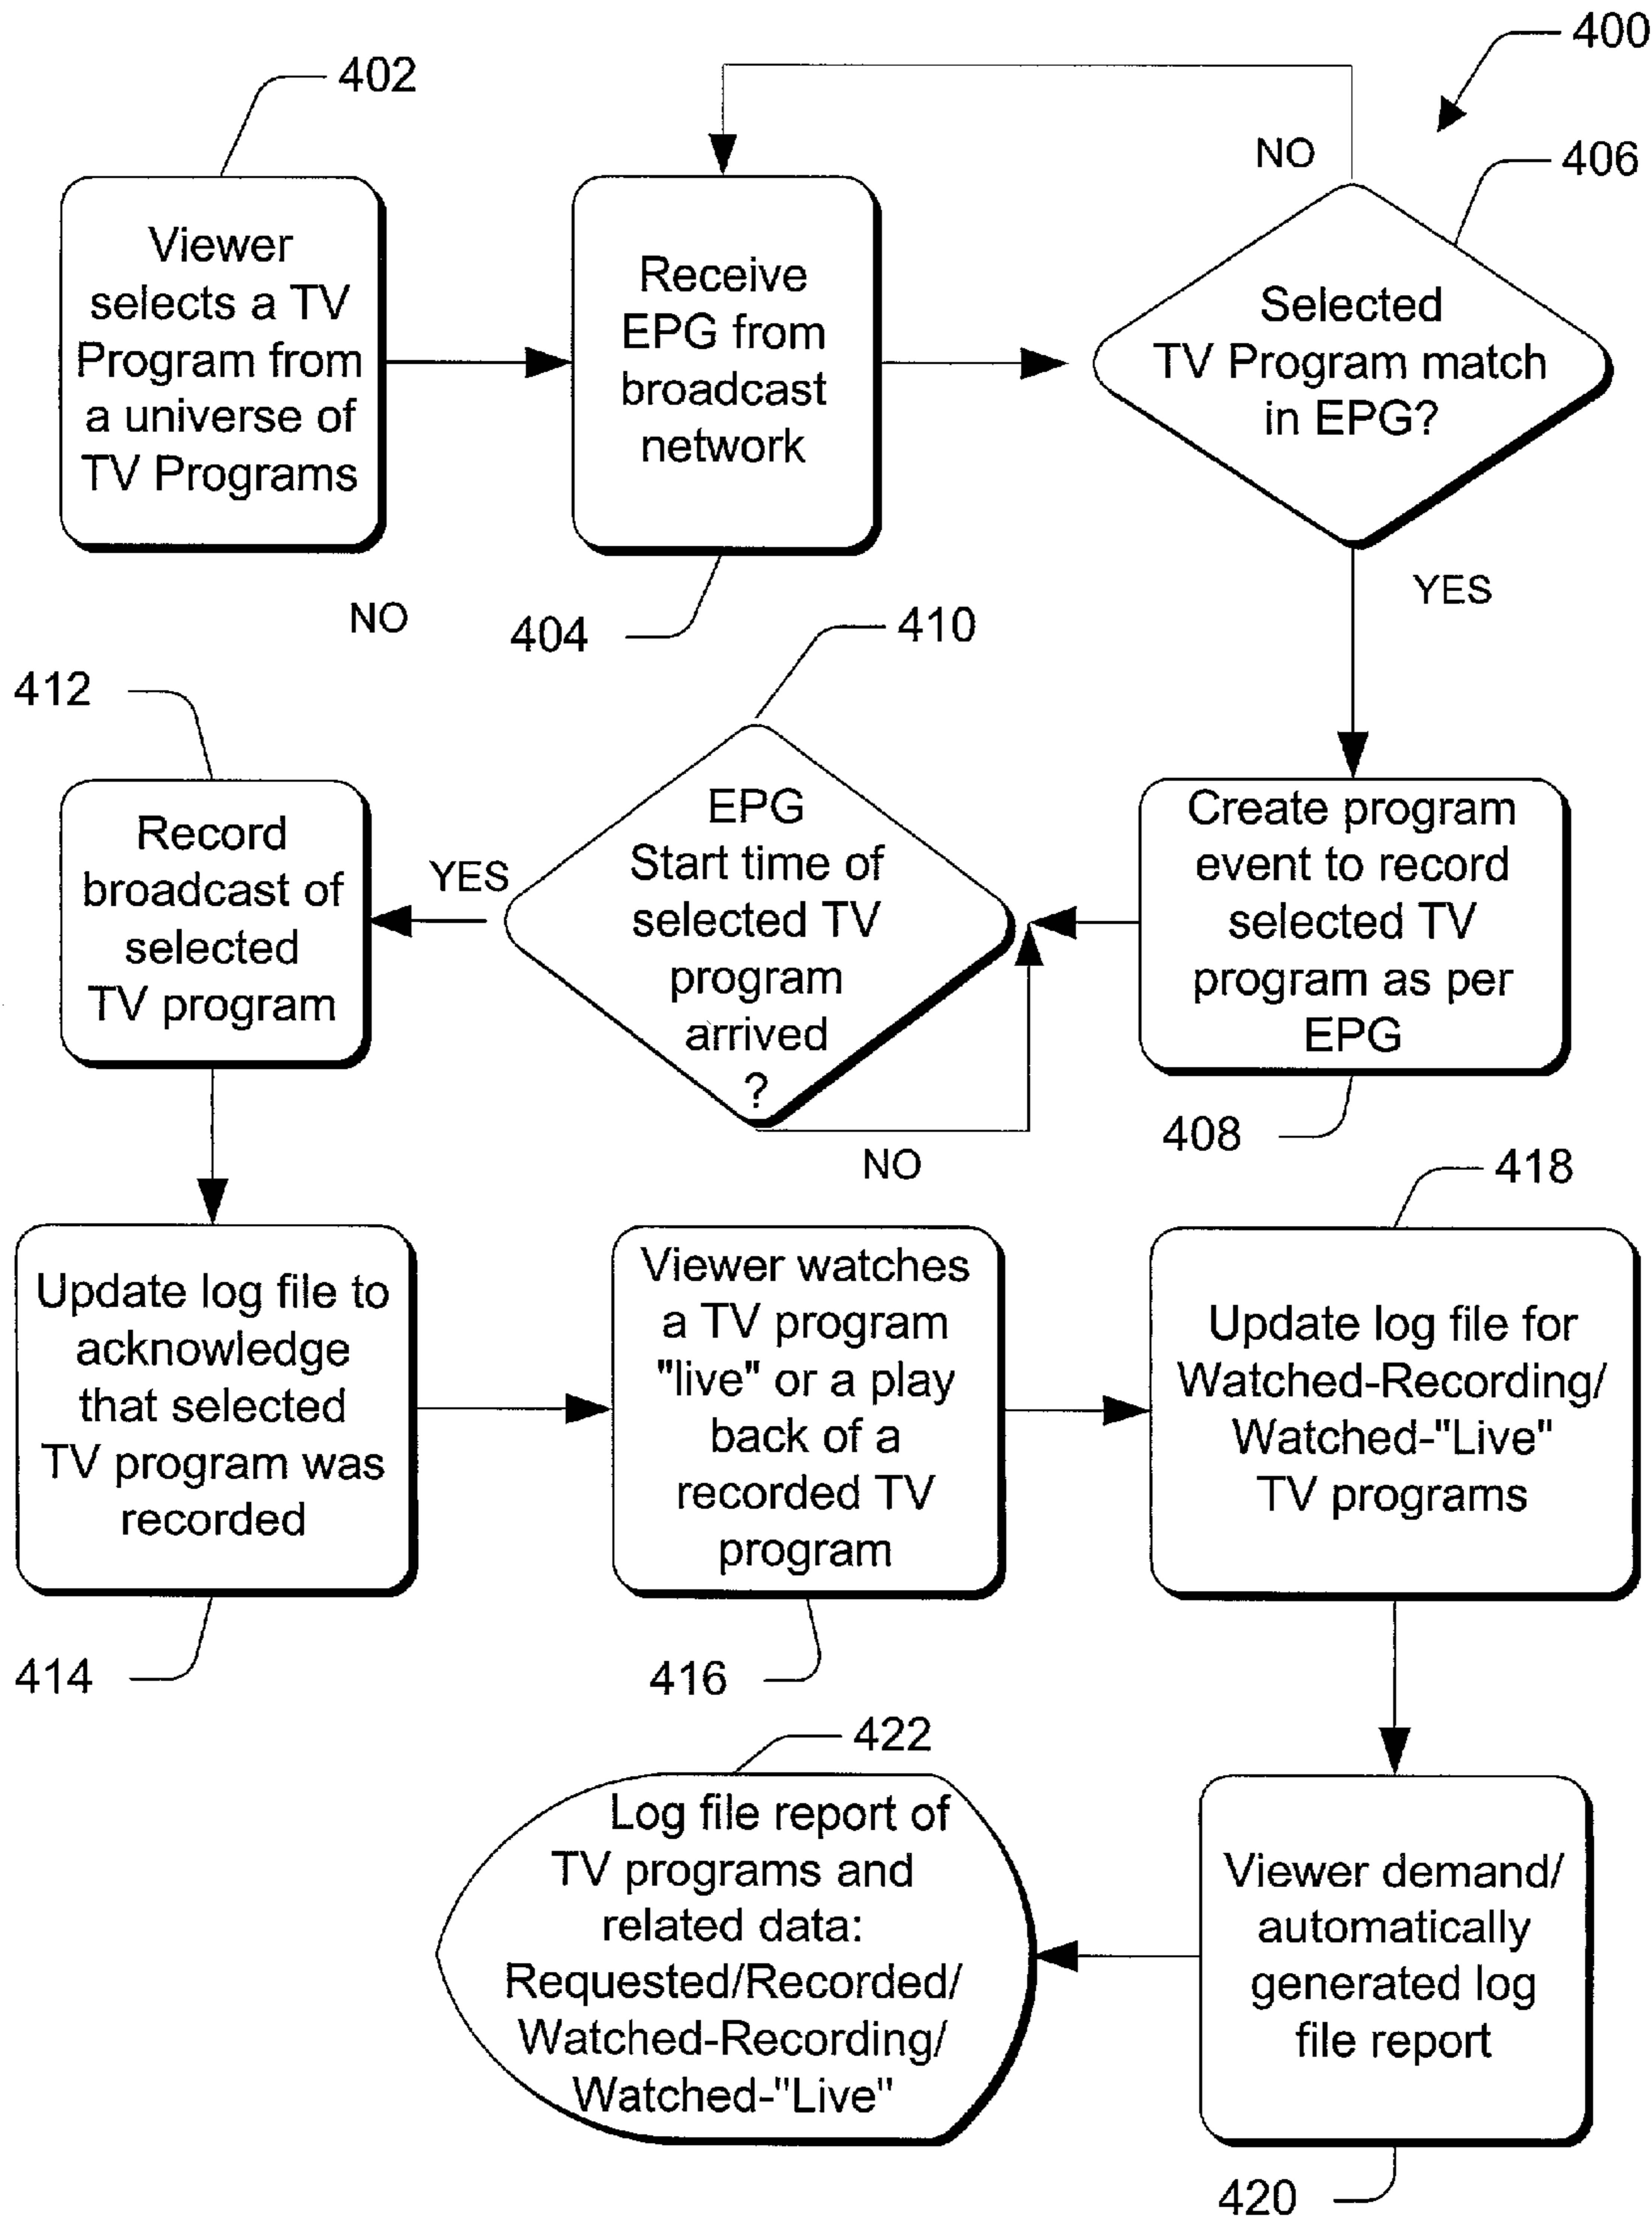 400
402
NO
406
Viewer
selects a TV
Program from
a universe of
TV Programs
Receive
EPG from
broadcast
network
Selected
TV Program match
in EPG?
YES
NO
404
410
412
EPG
Start time of
selected TV
program
arrived
?
Create program
event to record
selected TV
program as per
EPG
Record
broadcast of
selected
TV program
YES
NO
408
418
Update log file to
acknowledge
that selected
TV program was
recorded
Viewer watches
a TV program
"live" or a play
back of a
recorded TV
program
Update log file for
Watched-Recording/
Watched-"Live"
TV programs
414
416
422
Log file report of
TV programs and
related data:
Requested/Recorded/
Watched-Recording/
Watched-"Live"
Viewer demand/
automatically
generated log
file report
420